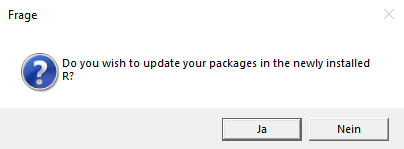 Frage
Do you wish to update your packages in the newly installed
R?
Ja
Nein